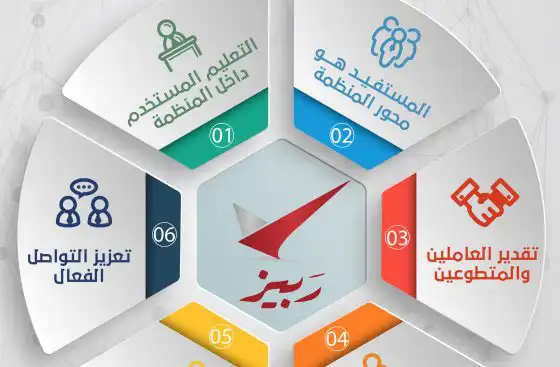 التعليم المستخدم
داخل المنظمة
01
المستفيد هو
محور المنظمة
02
تقدير العاملين
والمتطوعين
03
04
05
تعزيز التواصل
الفعال
06
رَبيز